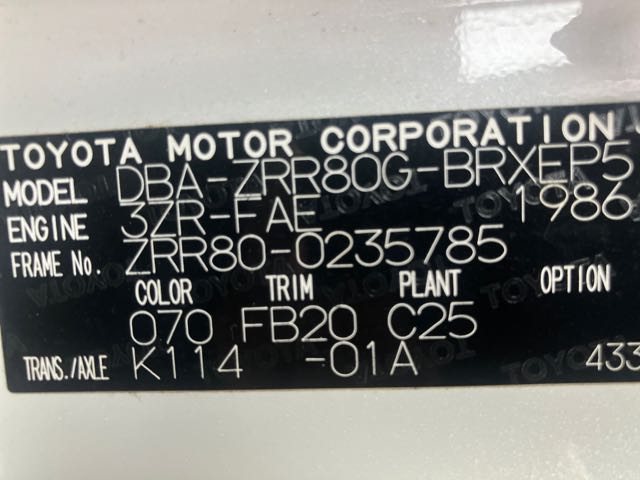 TOYOTA MOTOR CORPORATION
MODEL DBA-ZRR80G-BRXEP5
ENGINE 3ZR-FAE 1986
FRAME No. ZRR80-0235785
COLOR TRIM PLANT OPTION
070 FB20 C25
TRANS./AXLE K114 -01A 433